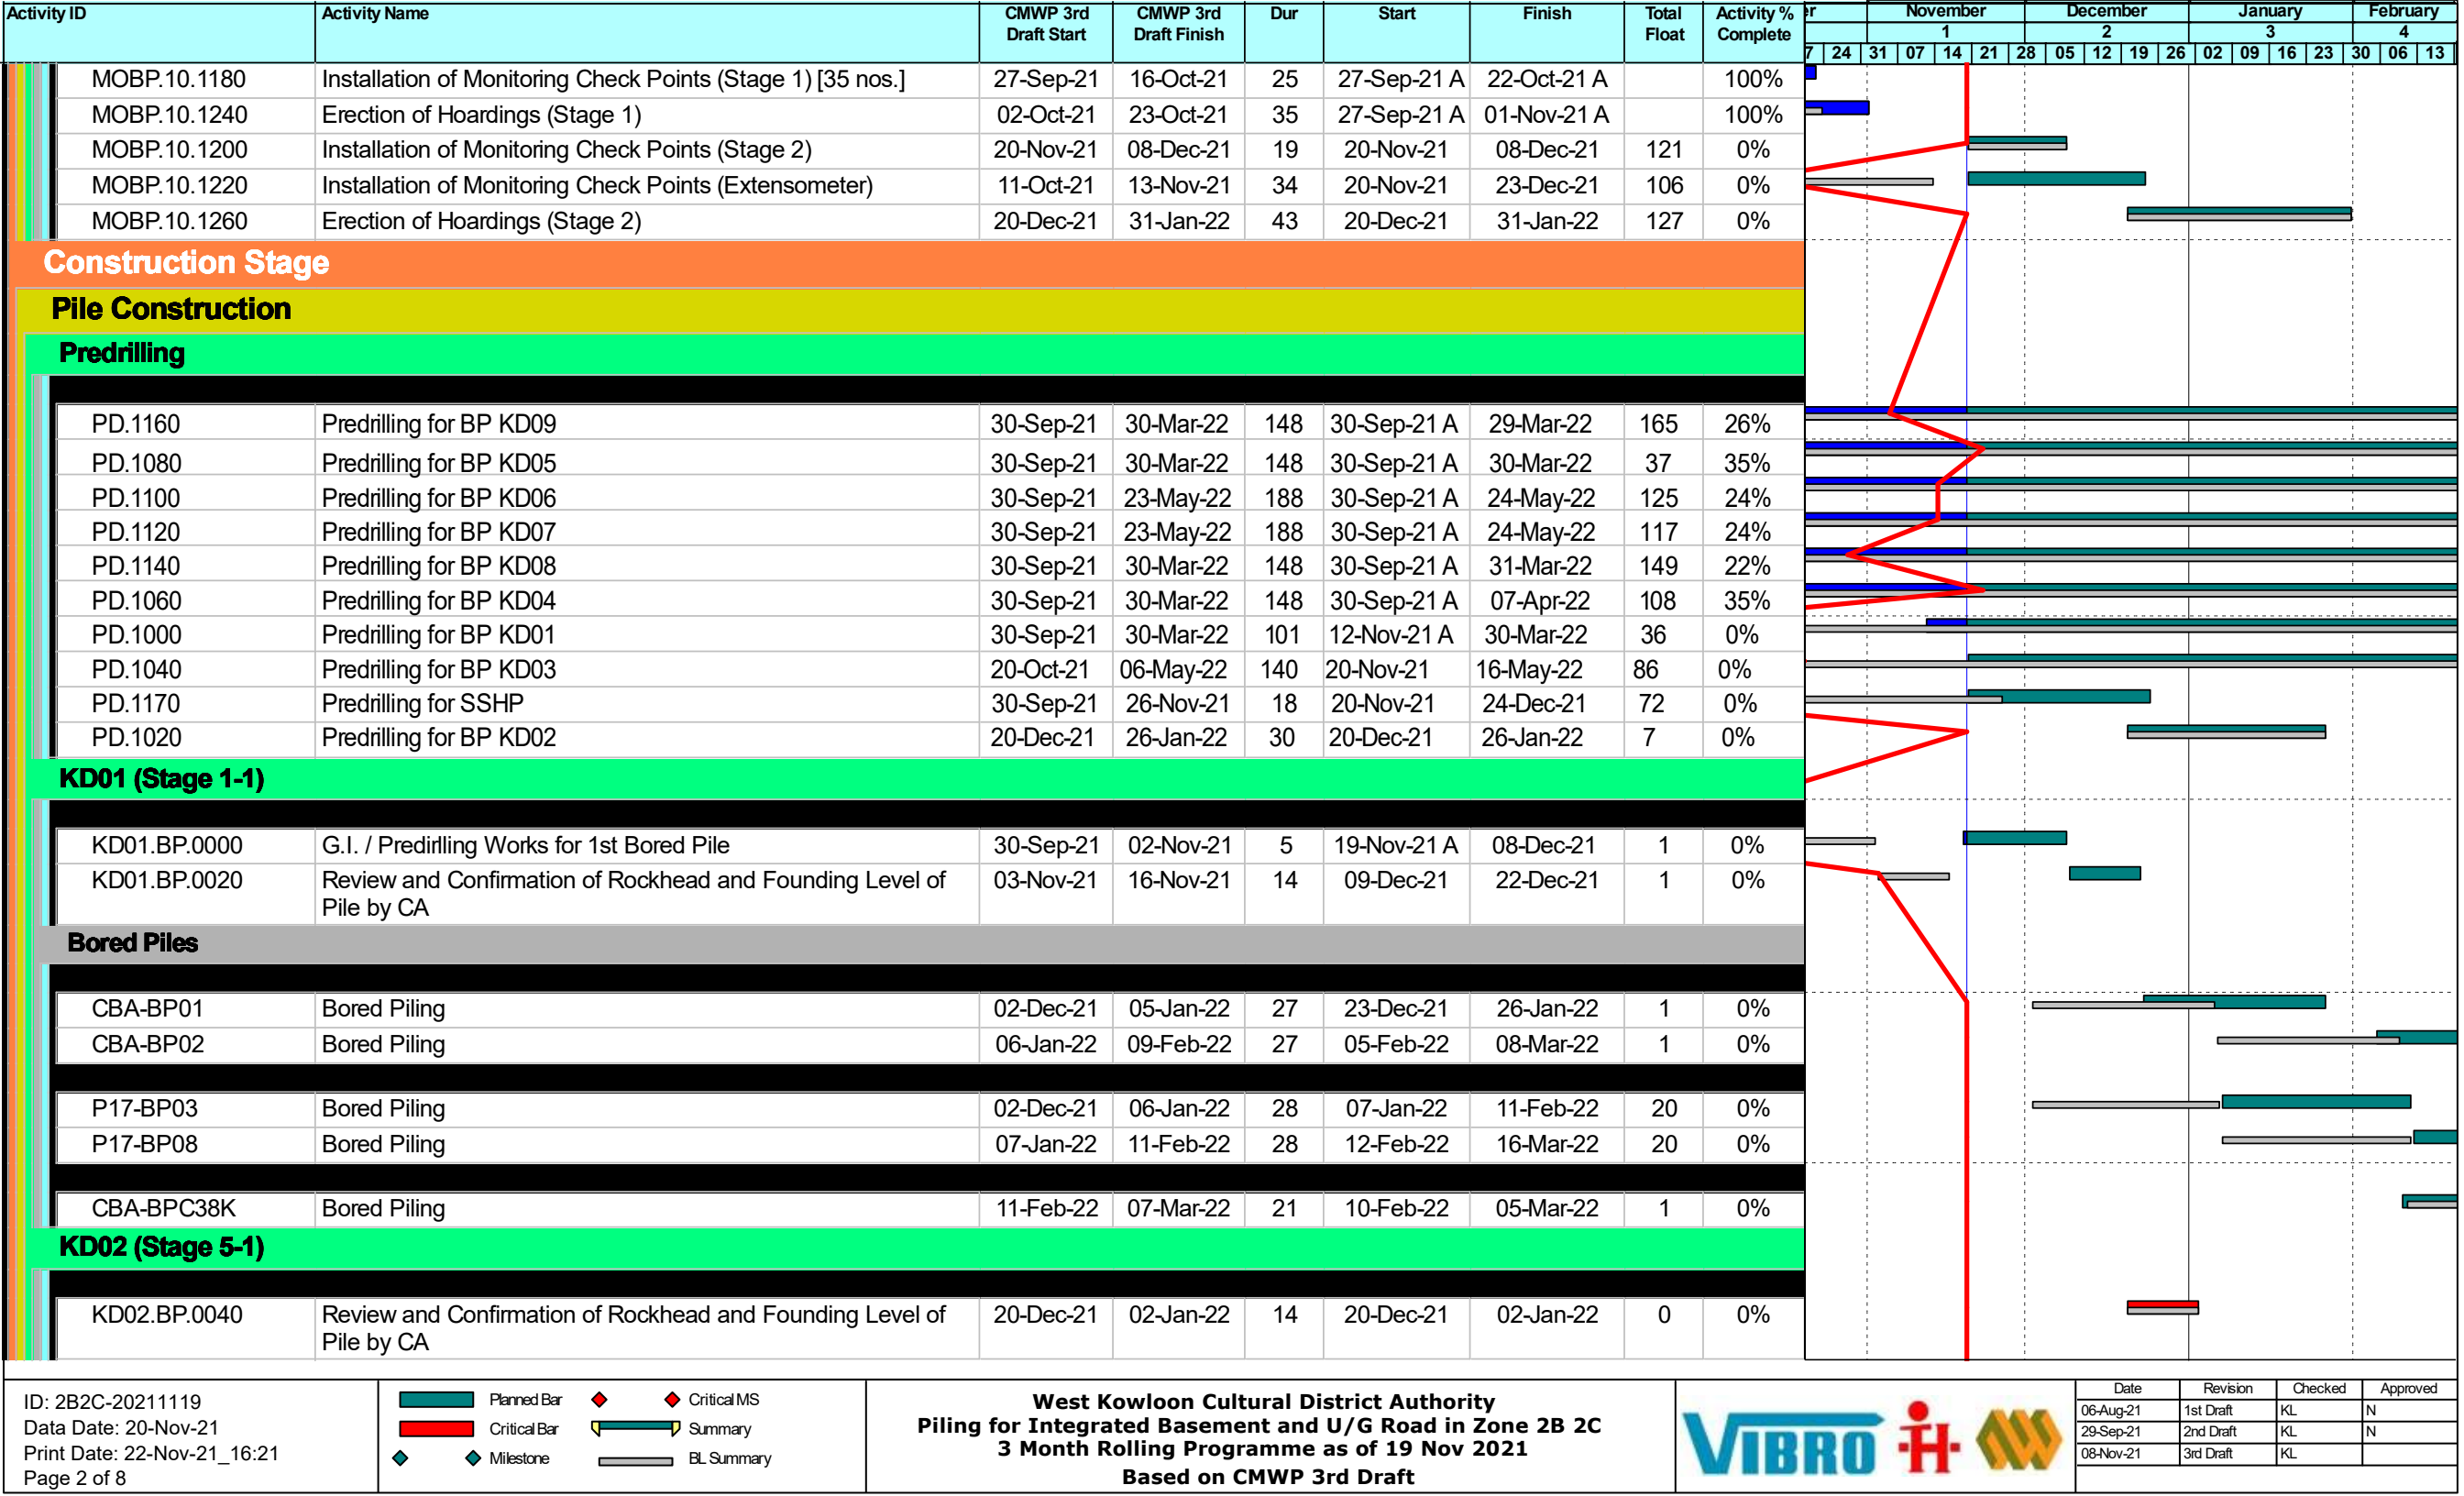 Activity ID Activity Name CMWP 3rd Draft Start CMWP 3rd Draft Finish Dur Start Finish Total Float Activity % Complete er November December January February
1 2 3 4
7 24 31 07 14 21 28 05 12 19 26 02 09 16 23 30 06 13
MOBP.10.1180 Installation of Monitoring Check Points (Stage 1) [35 nos.] 27-Sep-21 16-Oct-21 25 27-Sep-21 A 22-Oct-21 A 100%
MOBP.10.1240 Erection of Hoardings (Stage 1) 02-Oct-21 23-Oct-21 35 27-Sep-21 A 01-Nov-21 A 100%
MOBP.10.1200 Installation of Monitoring Check Points (Stage 2) 20-Nov-21 08-Dec-21 19 20-Nov-21 08-Dec-21 121 0%
MOBP.10.1220 Installation of Monitoring Check Points (Extensometer) 11-Oct-21 13-Nov-21 34 20-Nov-21 23-Dec-21 106 0%
MOBP.10.1260 Erection of Hoardings (Stage 2) 20-Dec-21 31-Jan-22 43 20-Dec-21 31-Jan-22 127 0%
Construction Stage
Pile Construction
Predrilling
PD.1160 Predrilling for BP KD09 30-Sep-21 30-Mar-22 148 30-Sep-21 A 29-Mar-22 165 26%
PD.1080 Predrilling for BP KD05 30-Sep-21 30-Mar-22 148 30-Sep-21 A 30-Mar-22 37 35%
PD.1100 Predrilling for BP KD06 30-Sep-21 23-May-22 188 30-Sep-21 A 24-May-22 125 24%
PD.1120 Predrilling for BP KD07 30-Sep-21 23-May-22 188 30-Sep-21 A 24-May-22 117 24%
PD.1140 Predrilling for BP KD08 30-Sep-21 30-Mar-22 148 30-Sep-21 A 31-Mar-22 149 22%
PD.1060 Predrilling for BP KD04 30-Sep-21 30-Mar-22 148 30-Sep-21 A 07-Apr-22 108 35%
PD.1000 Predrilling for BP KD01 30-Sep-21 30-Mar-22 101 12-Nov-21 A 30-Mar-22 36 0%
PD.1040 Predrilling for BP KD03 20-Oct-21 06-May-22 140 20-Nov-21 16-May-22 86 0%
PD.1170 Predrilling for SSHP 30-Sep-21 26-Nov-21 18 20-Nov-21 24-Dec-21 72 0%
PD.1020 Predrilling for BP KD02 20-Dec-21 26-Jan-22 30 20-Dec-21 26-Jan-22 7 0%
KD01 (Stage 1-1)
KD01.BP.0000 G.I. / Predirlling Works for 1st Bored Pile 30-Sep-21 02-Nov-21 5 19-Nov-21 A 08-Dec-21 1 0%
KD01.BP.0020 Review and Confirmation of Rockhead and Founding Level of 03-Nov-21 16-Nov-21 14 09-Dec-21 22-Dec-21 1 0%
Pile by CA
Bored Piles
CBA-BP01 Bored Piling 02-Dec-21 05-Jan-22 27 23-Dec-21 26-Jan-22 1 0%
CBA-BP02 Bored Piling 06-Jan-22 09-Feb-22 27 05-Feb-22 08-Mar-22 1 0%
P17-BP03 Bored Piling 02-Dec-21 06-Jan-22 28 07-Jan-22 11-Feb-22 20 0%
P17-BP08 Bored Piling 07-Jan-22 11-Feb-22 28 12-Feb-22 16-Mar-22 20 0%
CBA-BPC38K Bored Piling 11-Feb-22 07-Mar-22 21 10-Feb-22 05-Mar-22 1 0%
KD02 (Stage 5-1)
KD02.BP.0040 Review and Confirmation of Rockhead and Founding Level of 20-Dec-21 02-Jan-22 14 20-Dec-21 02-Jan-22 0 0%
Pile by CA
ID: 2B2C-20211119
Data Date: 20-Nov-21
Print Date: 22-Nov-21_16:21
Page 2 of 8
Planned Bar Critical MS
Critical Bar Summary
Milestone BL Summary
West Kowloon Cultural District Authority
Piling for Integrated Basement and U/G Road in Zone 2B 2C
3 Month Rolling Programme as of 19 Nov 2021
Based on CMWP 3rd Draft
VIBRO
Date Revision Checked Approved
06-Aug-21 1st Draft KL N
29-Sep-21 2nd Draft KL N
08-Nov-21 3rd Draft KL